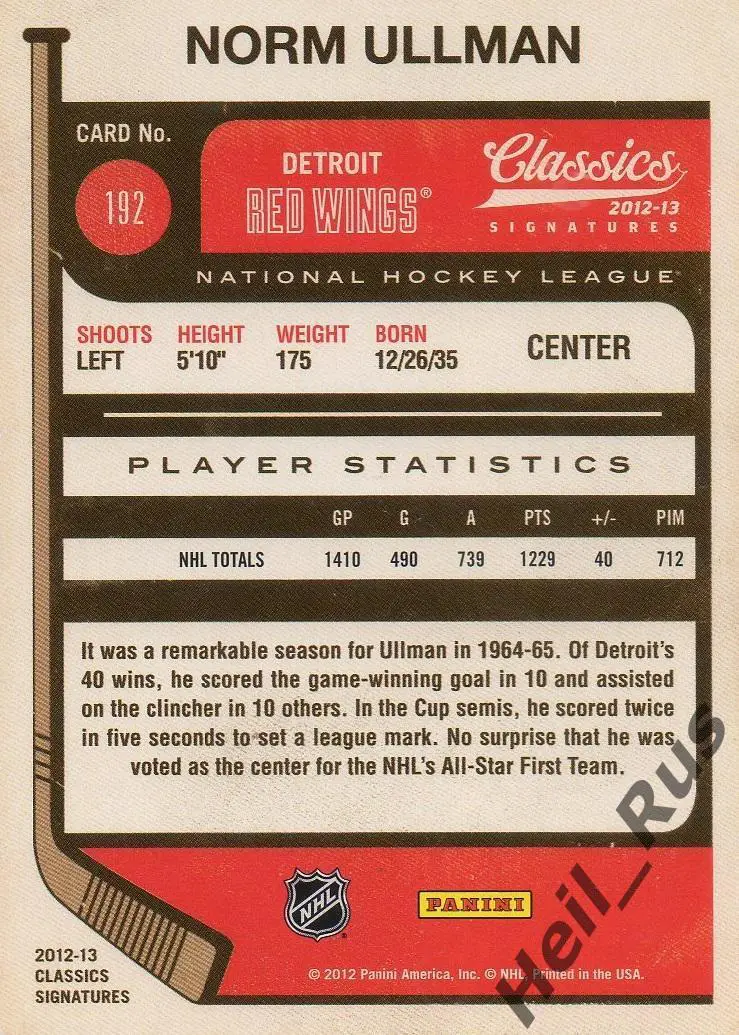 NORM ULLMAN
CARD No.
192
DETROIT
RED WINGS®
Classics
2012-13
SIGNATURES
NATIONAL HOCKEY LEAGUE
SHOOTS HEIGHT WEIGHT BORN
LEFT 5'10" 175 12/26/35
CENTER
PLAYER STATISTICS
GP G A PTS +/- PIM
NHL TOTALS 1410 490 739 1229 40 712
It was a remarkable season for Ullman in 1964-65. Of Detroit's
40 wins, he scored the game-winning goal in 10 and assisted
on the clincher in 10 others. In the Cup semis, he scored twice
in five seconds to set a league mark. No surprise that he was
voted as the center for the NHL's All-Star First Team.
NHL
PANINI
2012-13
CLASSICS
SIGNATURES
© 2012 Panini America, Inc. © NHL. Printed in the USA.
Heil_Rus